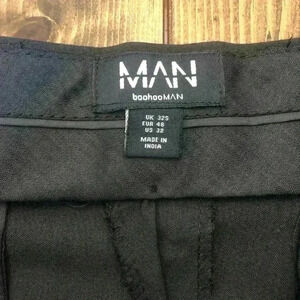 MAN
boohooMAN
UK 32S
EUR 48
US 32
MADE IN
INDIA